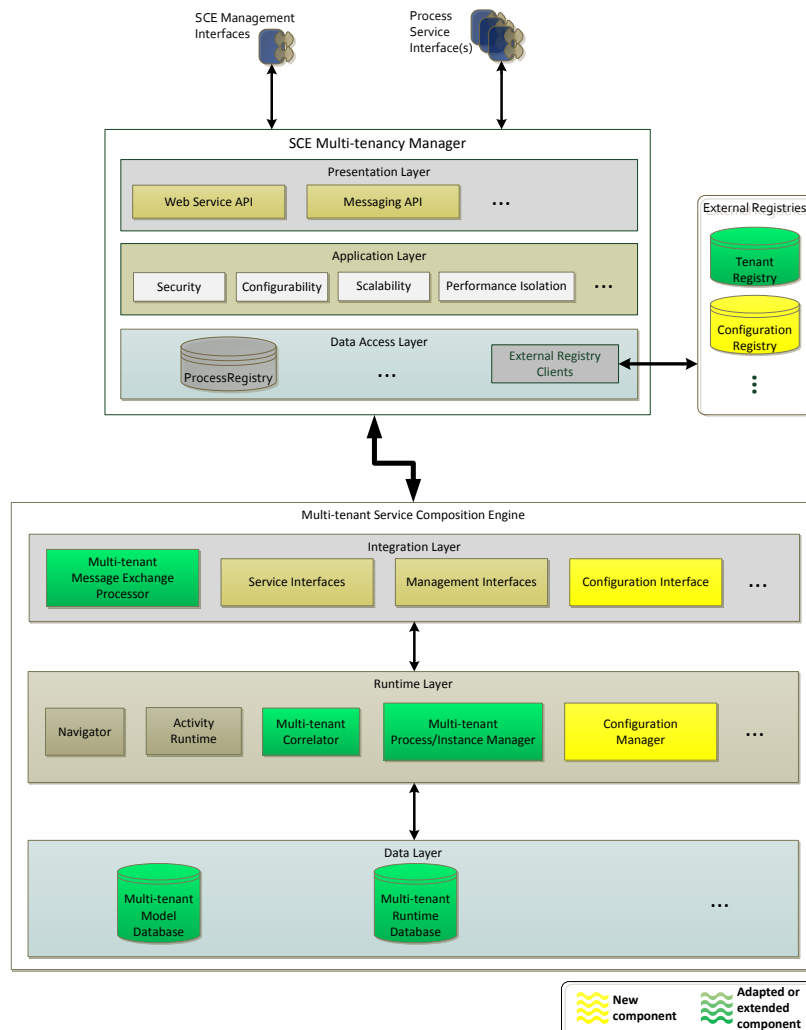 SCE Management
Interfaces
Process
Service
Interface(s)
SCE Multi-tenancy Manager
Presentation Layer
Web Service API
Messaging API
...
Application Layer
Security
Configurability
Scalability
Performance Isolation
...
Data Access Layer
ProcessRegistry
...
External Registry
Clients
External Registries
Tenant
Registry
Configuration
Registry
Multi-tenant Service Composition Engine
Integration Layer
Multi-tenant
Message Exchange
Processor
Service Interfaces
Management Interfaces
Configuration Interface
...
Runtime Layer
Navigator
Activity
Runtime
Multi-tenant
Correlator
Multi-tenant
Process/Instance Manager
Configuration
Manager
...
Data Layer
Multi-tenant
Model
Database
Multi-tenant
Runtime
Database
...
New
component
Adapted or
extended
component